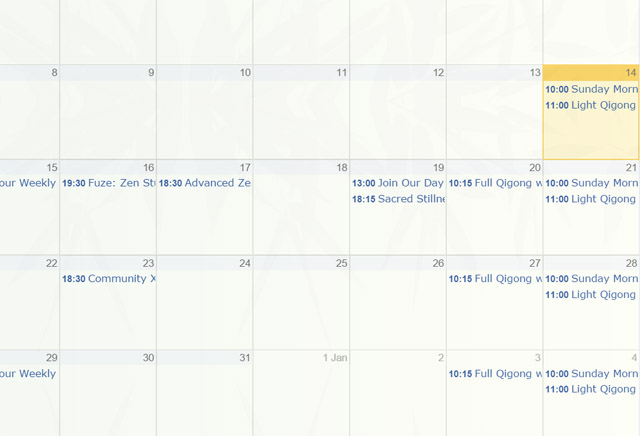 8 9 10 11 12 13 14
10:00 Sunday Morn
11:00 Light Qigong
15 16 17 18 19 20 21
our Weekly 19:30 Fuze: Zen Stu 18:30 Advanced Ze 13:00 Join Our Day 10:15 Full Qigong w 10:00 Sunday Morn
18:15 Sacred Stillne 11:00 Light Qigong
22 23 24 25 26 27 28
18:30 Community X 10:15 Full Qigong w 10:00 Sunday Morn
11:00 Light Qigong
29 30 31 1 Jan 2 3 4
our Weekly 10:15 Full Qigong w 10:00 Sunday Morn
11:00 Light Qigong